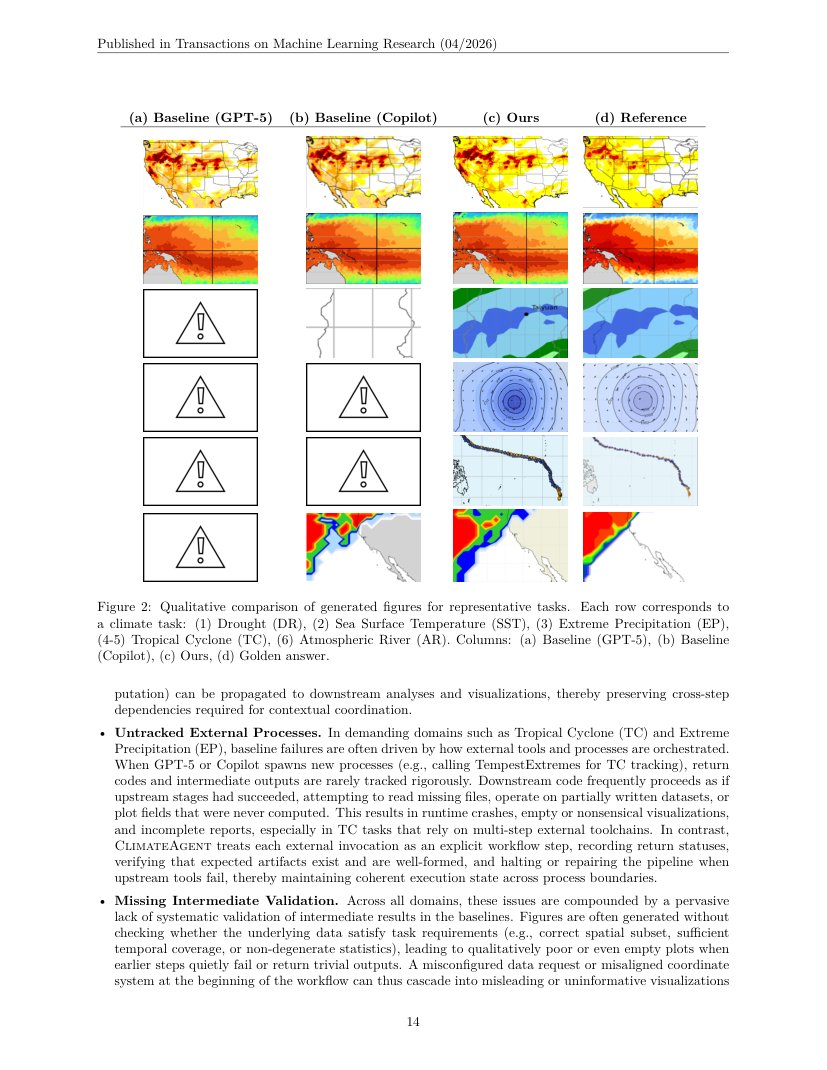 Published in Transactions on Machine Learning Research (04/2026)
(a) Baseline (GPT-5) (b) Baseline (Copilot) (c) Ours (d) Reference
Taiyuan
Figure 2: Qualitative comparison of generated figures for representative tasks. Each row corresponds to
a climate task: (1) Drought (DR), (2) Sea Surface Temperature (SST), (3) Extreme Precipitation (EP),
(4-5) Tropical Cyclone (TC), (6) Atmospheric River (AR). Columns: (a) Baseline (GPT-5), (b) Baseline
(Copilot), (c) Ours, (d) Golden answer.
putation) can be propagated to downstream analyses and visualizations, thereby preserving cross-step
dependencies required for contextual coordination.
• Untracked External Processes. In demanding domains such as Tropical Cyclone (TC) and Extreme
Precipitation (EP), baseline failures are often driven by how external tools and processes are orchestrated.
When GPT-5 or Copilot spawns new processes (e.g., calling TempestExtremes for TC tracking), return
codes and intermediate outputs are rarely tracked rigorously. Downstream code frequently proceeds as if
upstream stages had succeeded, attempting to read missing files, operate on partially written datasets, or
plot fields that were never computed. This results in runtime crashes, empty or nonsensical visualizations,
and incomplete reports, especially in TC tasks that rely on multi-step external toolchains. In contrast,
CLIMATEAGENT treats each external invocation as an explicit workflow step, recording return statuses,
verifying that expected artifacts exist and are well-formed, and halting or repairing the pipeline when
upstream tools fail, thereby maintaining coherent execution state across process boundaries.
• Missing Intermediate Validation. Across all domains, these issues are compounded by a pervasive
lack of systematic validation of intermediate results in the baselines. Figures are often generated without
checking whether the underlying data satisfy task requirements (e.g., correct spatial subset, sufficient
temporal coverage, or non-degenerate statistics), leading to qualitatively poor or even empty plots when
earlier steps quietly fail or return trivial outputs. A misconfigured data request or misaligned coordinate
system at the beginning of the workflow can thus cascade into misleading or uninformative visualizations
14